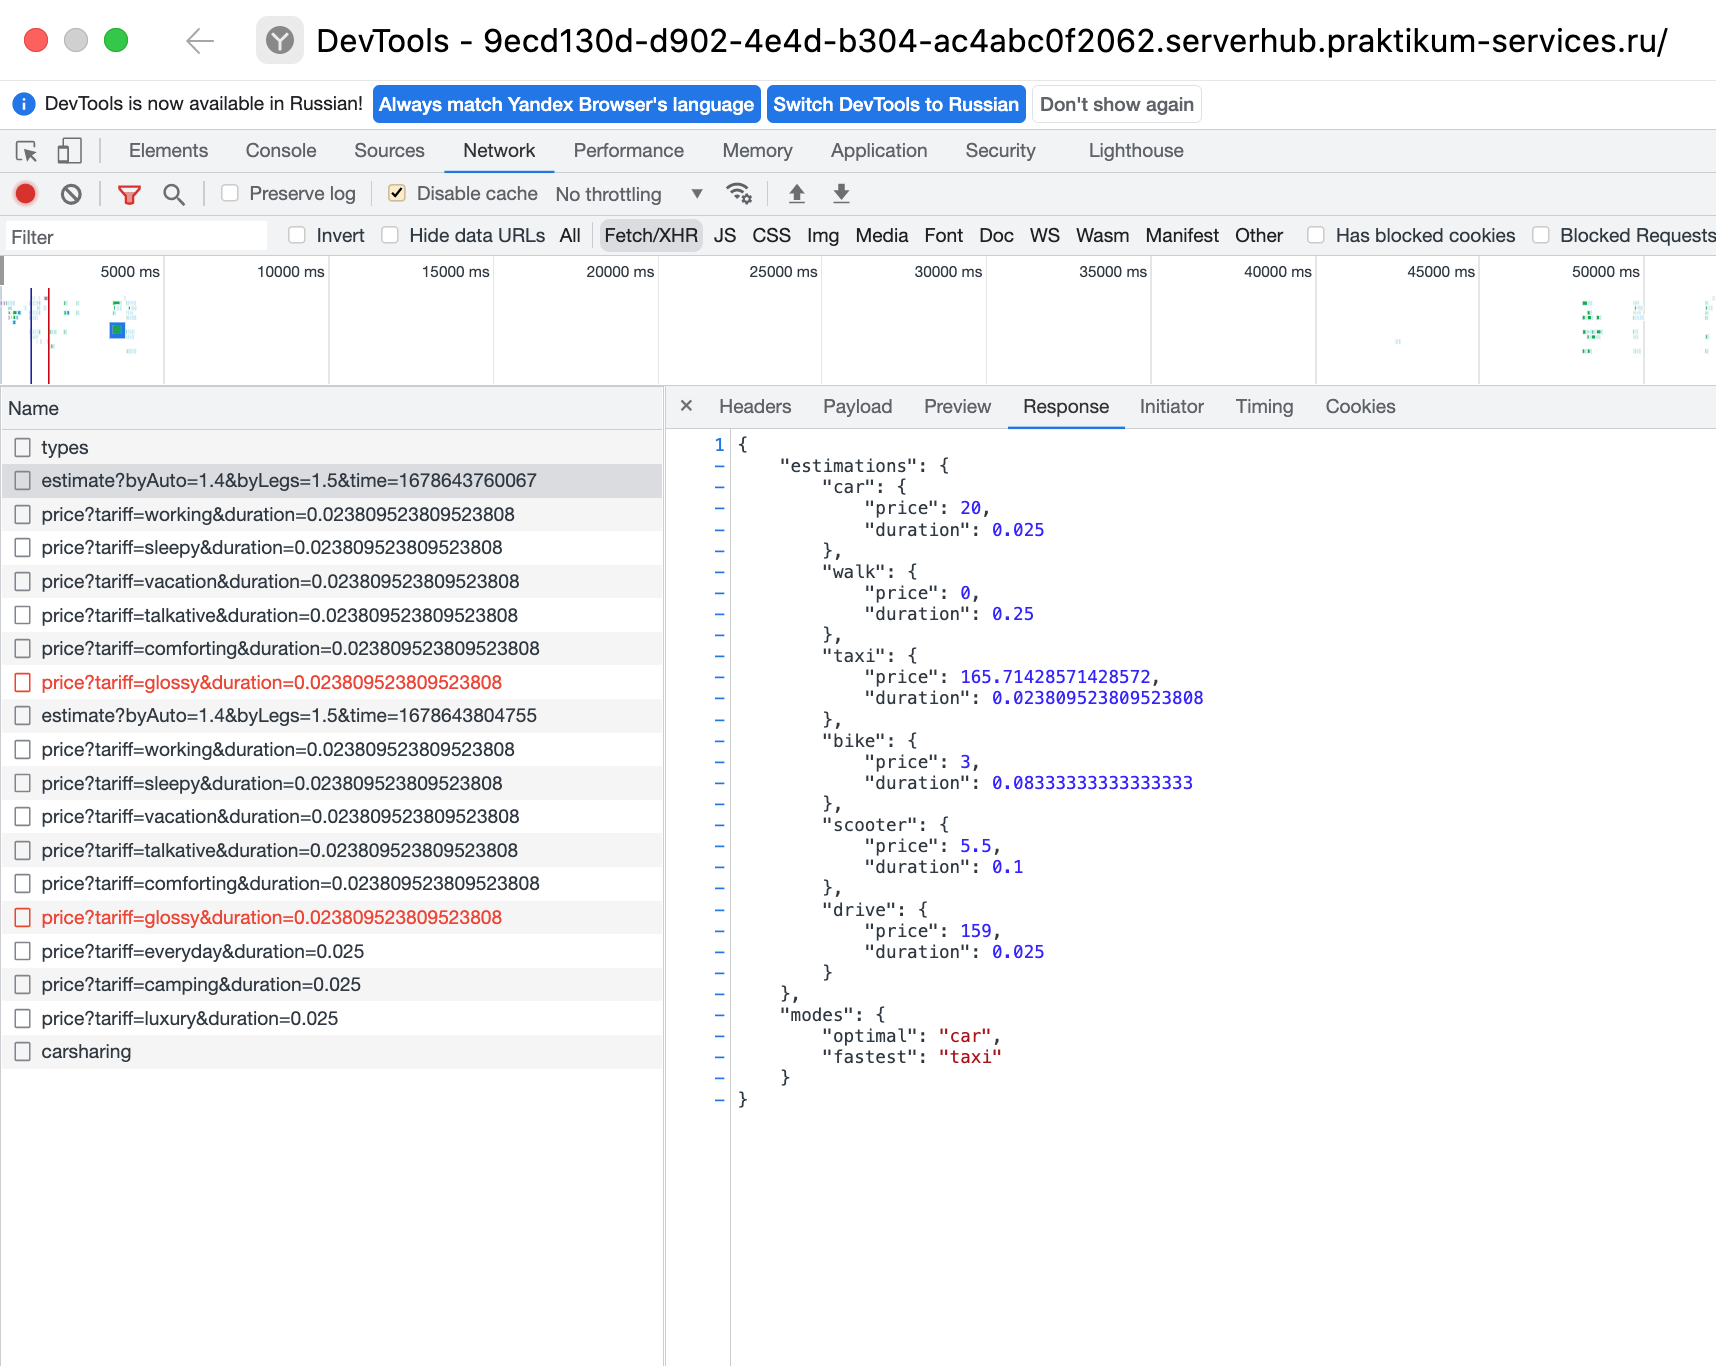 DevTools - 9ecd130d-d902-4e4d-b304-ac4abc0f2062.serverhub.praktikum-services.ru/
DevTools is now available in Russian! Always match Yandex Browser's language Switch DevTools to Russian Don't show again
Elements Console Sources Network Performance Memory Application Security Lighthouse
Preserve log Disable cache No throttling
Filter Invert Hide data URLs All Fetch/XHR JS CSS Img Media Font Doc WS Wasm Manifest Other Has blocked cookies Blocked Requests
5000 ms 10000 ms 15000 ms 20000 ms 25000 ms 30000 ms 35000 ms 40000 ms 45000 ms 50000 ms
Name
types
estimate?byAuto=1.4&byLegs=1.5&time=1678643760067
price?tariff=working&duration=0.023809523809523808
price?tariff=sleepy&duration=0.023809523809523808
price?tariff=vacation&duration=0.023809523809523808
price?tariff=talkative&duration=0.023809523809523808
price?tariff=comforting&duration=0.023809523809523808
price?tariff=glossy&duration=0.023809523809523808
estimate?byAuto=1.4&byLegs=1.5&time=1678643804755
price?tariff=working&duration=0.023809523809523808
price?tariff=sleepy&duration=0.023809523809523808
price?tariff=vacation&duration=0.023809523809523808
price?tariff=talkative&duration=0.023809523809523808
price?tariff=comforting&duration=0.023809523809523808
price?tariff=glossy&duration=0.023809523809523808
price?tariff=everyday&duration=0.025
price?tariff=camping&duration=0.025
price?tariff=luxury&duration=0.025
carsharing
× Headers Payload Preview Response Initiator Timing Cookies
1 {
- "estimations": {
- "car": {
- "price": 20,
- "duration": 0.025
- },
- "walk": {
- "price": 0,
- "duration": 0.25
- },
- "taxi": {
- "price": 165.71428571428572,
- "duration": 0.023809523809523808
- },
- "bike": {
- "price": 3,
- "duration": 0.08333333333333333
- },
- "scooter": {
- "price": 5.5,
- "duration": 0.1
- },
- "drive": {
- "price": 159,
- "duration": 0.025
- }
- },
- "modes": {
- "optimal": "car",
- "fastest": "taxi"
- }
- }